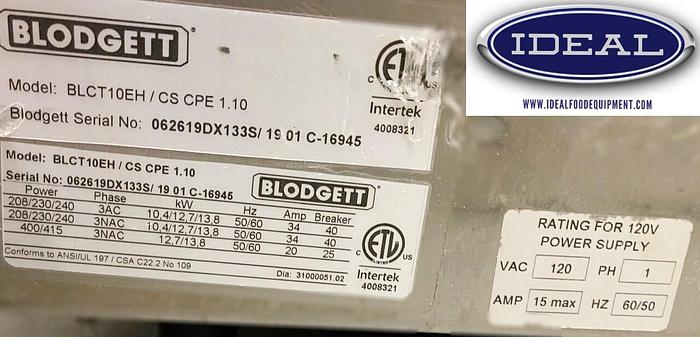 BLODGETT
Model: BLCT10EH / CS CPE 1.10
Blodgett Serial No: 062619DX133S/ 19 01 C-16945
C US
Intertek
4008321
IDEAL
WWW.IDEALFOODEQUIPMENT.COM
Model: BLCT10EH / CS CPE 1.10
Serial No: 062619DX133S/ 19 01 C-16945
BLODGETT
Power Phase kW Hz Amp Breaker
208/230/240 3AC 10,4/12,7/13,8 50/60 34 40
208/230/240 3NAC 10,4/12,7/13,8 50/60 34 40
400/415 3NAC 12,7/13,8 50/60 20 25
Conforms to ANSI/UL 197 / CSA C22.2 No 109
Dia: 31000051.02
C ETL US
Intertek
4008321
RATING FOR 120V
POWER SUPPLY
VAC 120 PH 1
AMP 15 max HZ 60/50